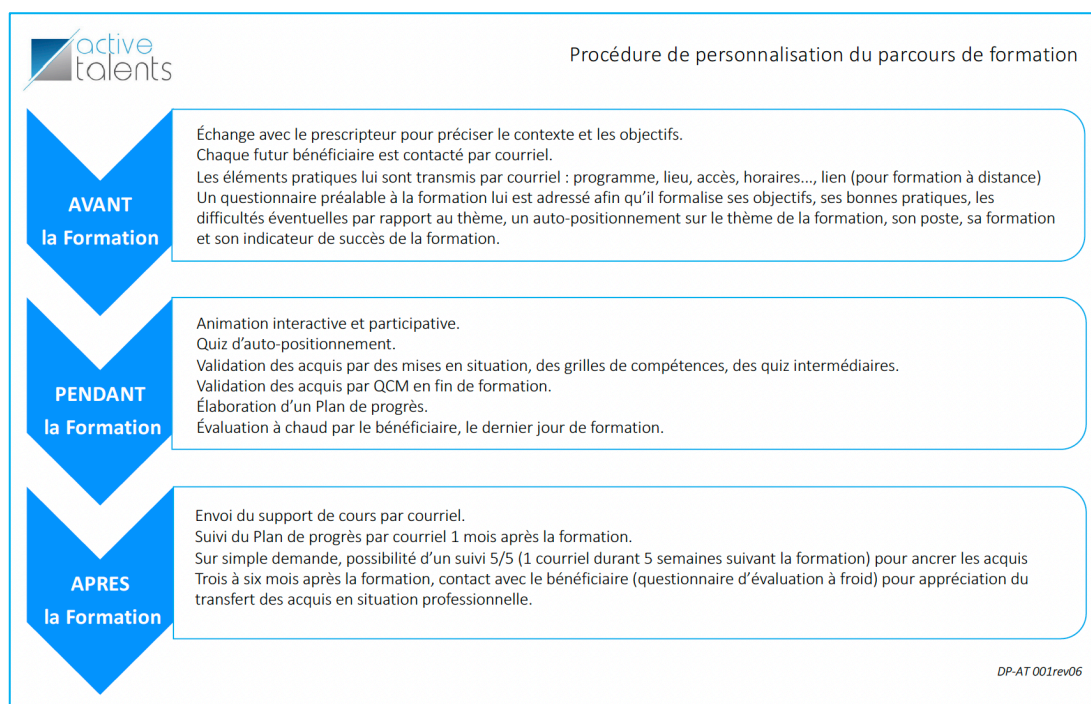 active
talents
Procédure de personnalisation du parcours de formation
AVANT
la Formation
Échange avec le prescripteur pour préciser le contexte et les objectifs.
Chaque futur bénéficiaire est contacté par courriel.
Les éléments pratiques lui sont transmis par courriel : programme, lieu, accès, horaires..., lien (pour formation à distance)
Un questionnaire préalable à la formation lui est adressé afin qu'il formalise ses objectifs, ses bonnes pratiques, les
difficultés éventuelles par rapport au thème, un auto-positionnement sur le thème de la formation, son poste, sa formation
et son indicateur de succès de la formation.
PENDANT
la Formation
Animation interactive et participative.
Quiz d'auto-positionnement.
Validation des acquis par des mises en situation, des grilles de compétences, des quiz intermédiaires.
Validation des acquis par QCM en fin de formation.
Élaboration d'un Plan de progrès.
Évaluation à chaud par le bénéficiaire, le dernier jour de formation.
APRES
la Formation
Envoi du support de cours par courriel.
Suivi du Plan de progrès par courriel 1 mois après la formation.
Sur simple demande, possibilité d'un suivi 5/5 (1 courriel durant 5 semaines suivant la formation) pour ancrer les acquis
Trois à six mois après la formation, contact avec le bénéficiaire (questionnaire d'évaluation à froid) pour appréciation du
transfert des acquis en situation professionnelle.
DP-AT 001rev06